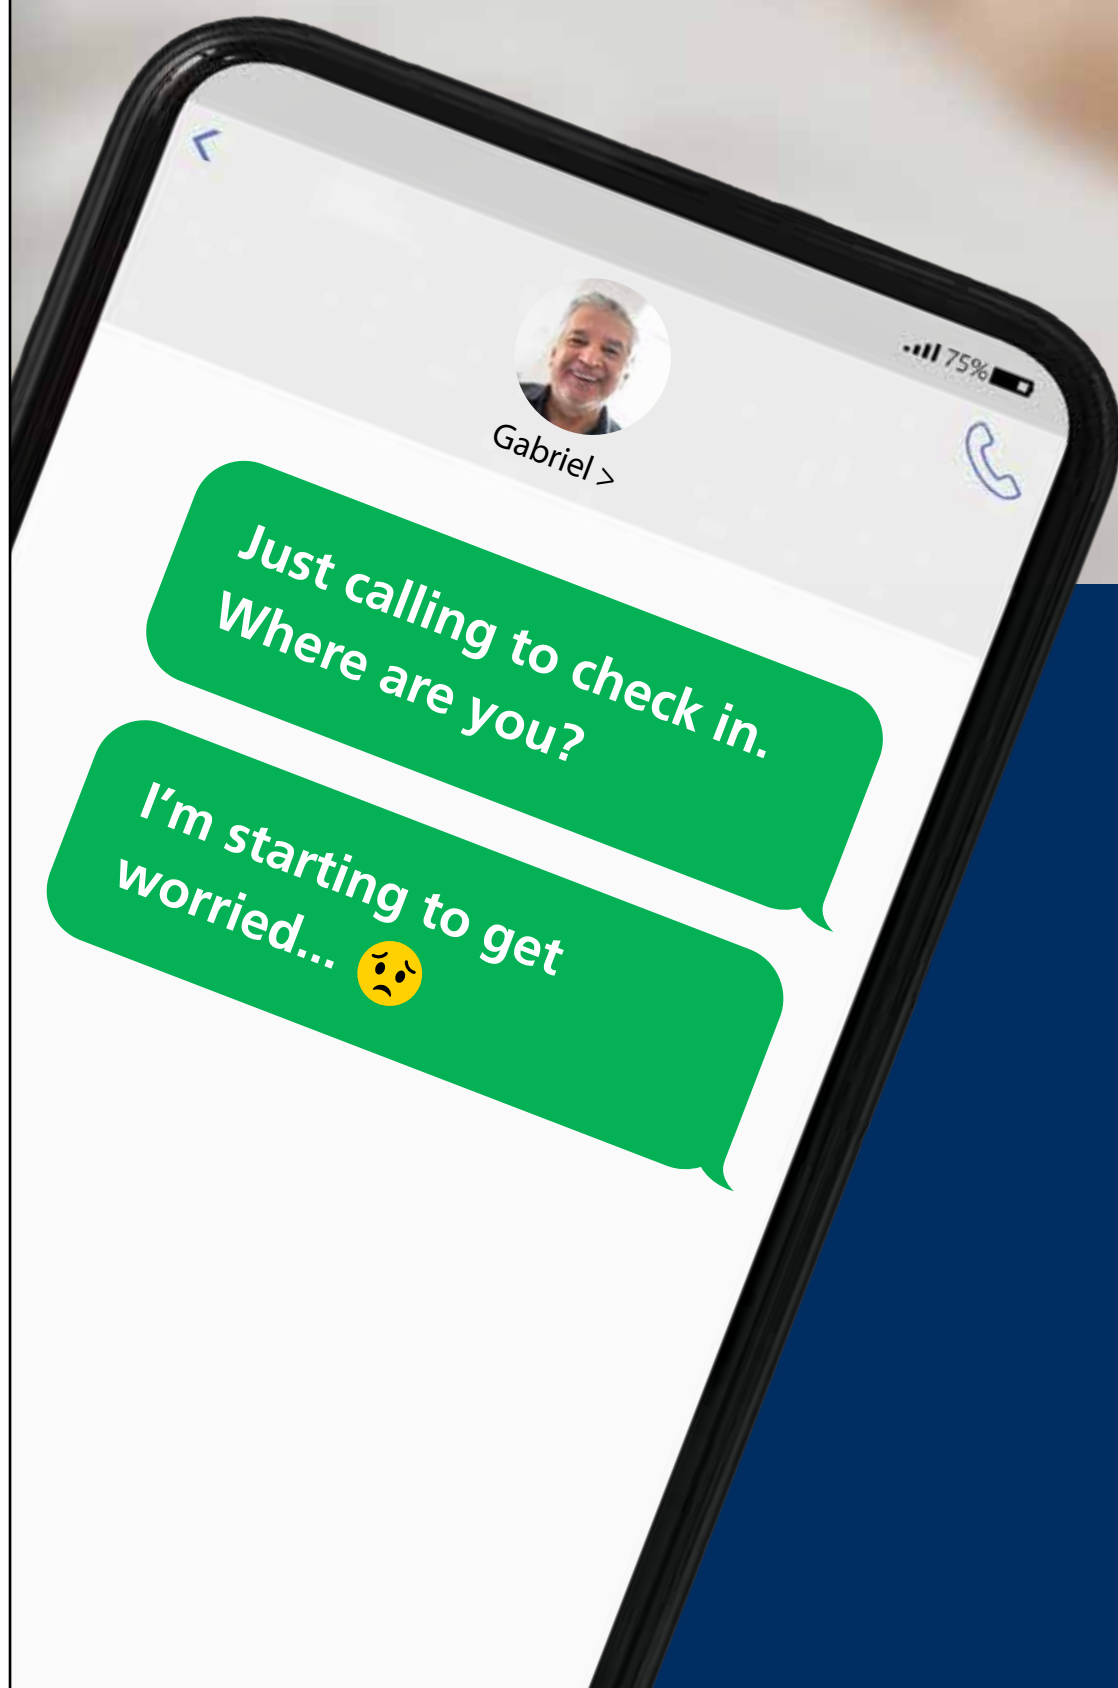 75%
Gabriel >
Just calling to check in.
Where are you?
I’m starting to get
worried... 😟